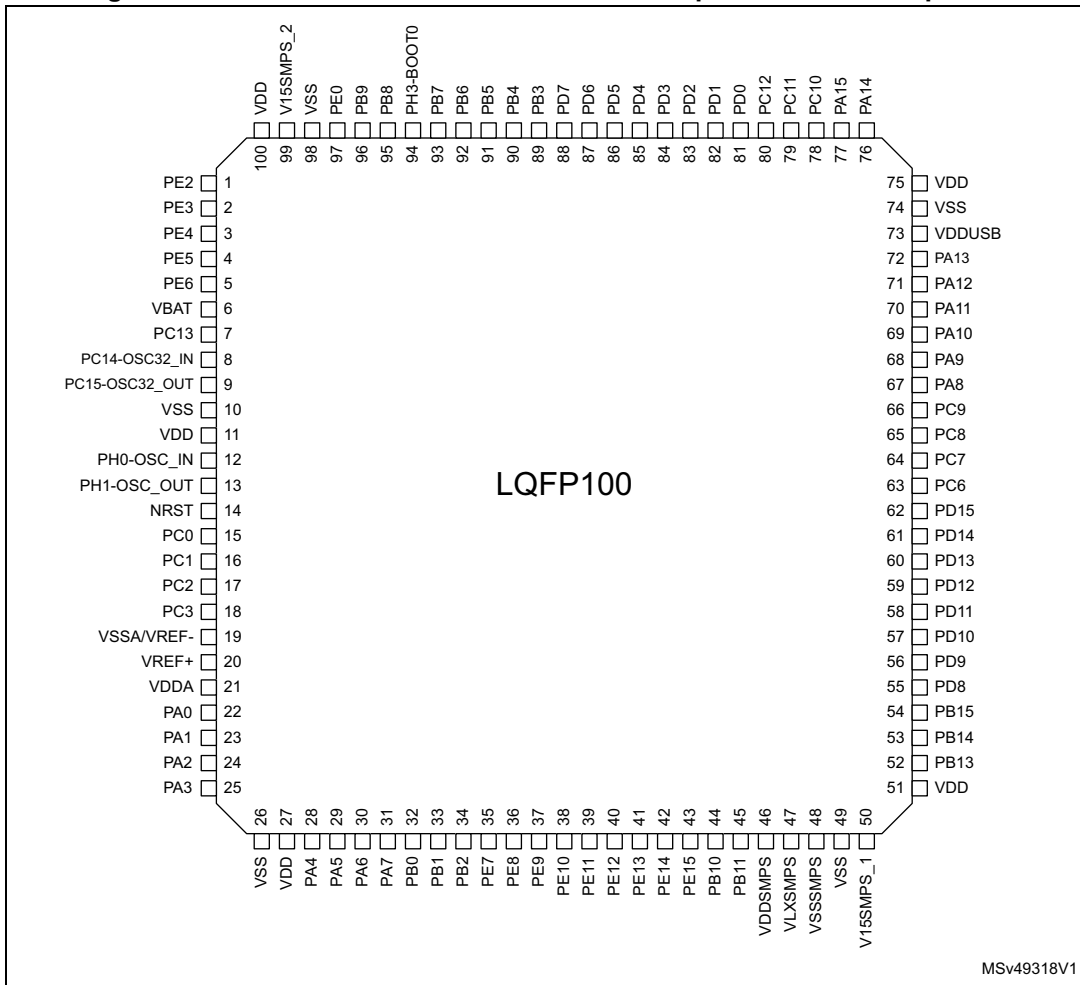 VDD
V15SMPS_2
VSS
PE0
PB9
PB8
PH3-BOOT0
PB7
PB6
PB5
PB4
PB3
PD7
PD6
PD5
PD4
PD3
PD2
PD1
PD0
PC12
PC11
PC10
PA15
PA14
100
99
98
97
96
95
94
93
92
91
90
89
88
87
86
85
84
83
82
81
80
79
78
77
76
PE2 1
PE3 2
PE4 3
PE5 4
PE6 5
VBAT 6
PC13 7
PC14-OSC32_IN 8
PC15-OSC32_OUT 9
VSS 10
VDD 11
PH0-OSC_IN 12
PH1-OSC_OUT 13
NRST 14
PC0 15
PC1 16
PC2 17
PC3 18
VSSA/VREF- 19
VREF+ 20
VDDA 21
PA0 22
PA1 23
PA2 24
PA3 25
LQFP100
75 VDD
74 VSS
73 VDDUSB
72 PA13
71 PA12
70 PA11
69 PA10
68 PA9
67 PA8
66 PC9
65 PC8
64 PC7
63 PC6
62 PD15
61 PD14
60 PD13
59 PD12
58 PD11
57 PD10
56 PD9
55 PD8
54 PB15
53 PB14
52 PB13
51 VDD
26
27
28
29
30
31
32
33
34
35
36
37
38
39
40
41
42
43
44
45
46
47
48
49
50
VSS
VDD
PA4
PA5
PA6
PA7
PB0
PB1
PB2
PE7
PE8
PE9
PE10
PE11
PE12
PE13
PE14
PE15
PB10
PB11
VDDSMPS
VLXSMPS
VSSSMPS
VSS
V15SMPS_1
MSv49318V1